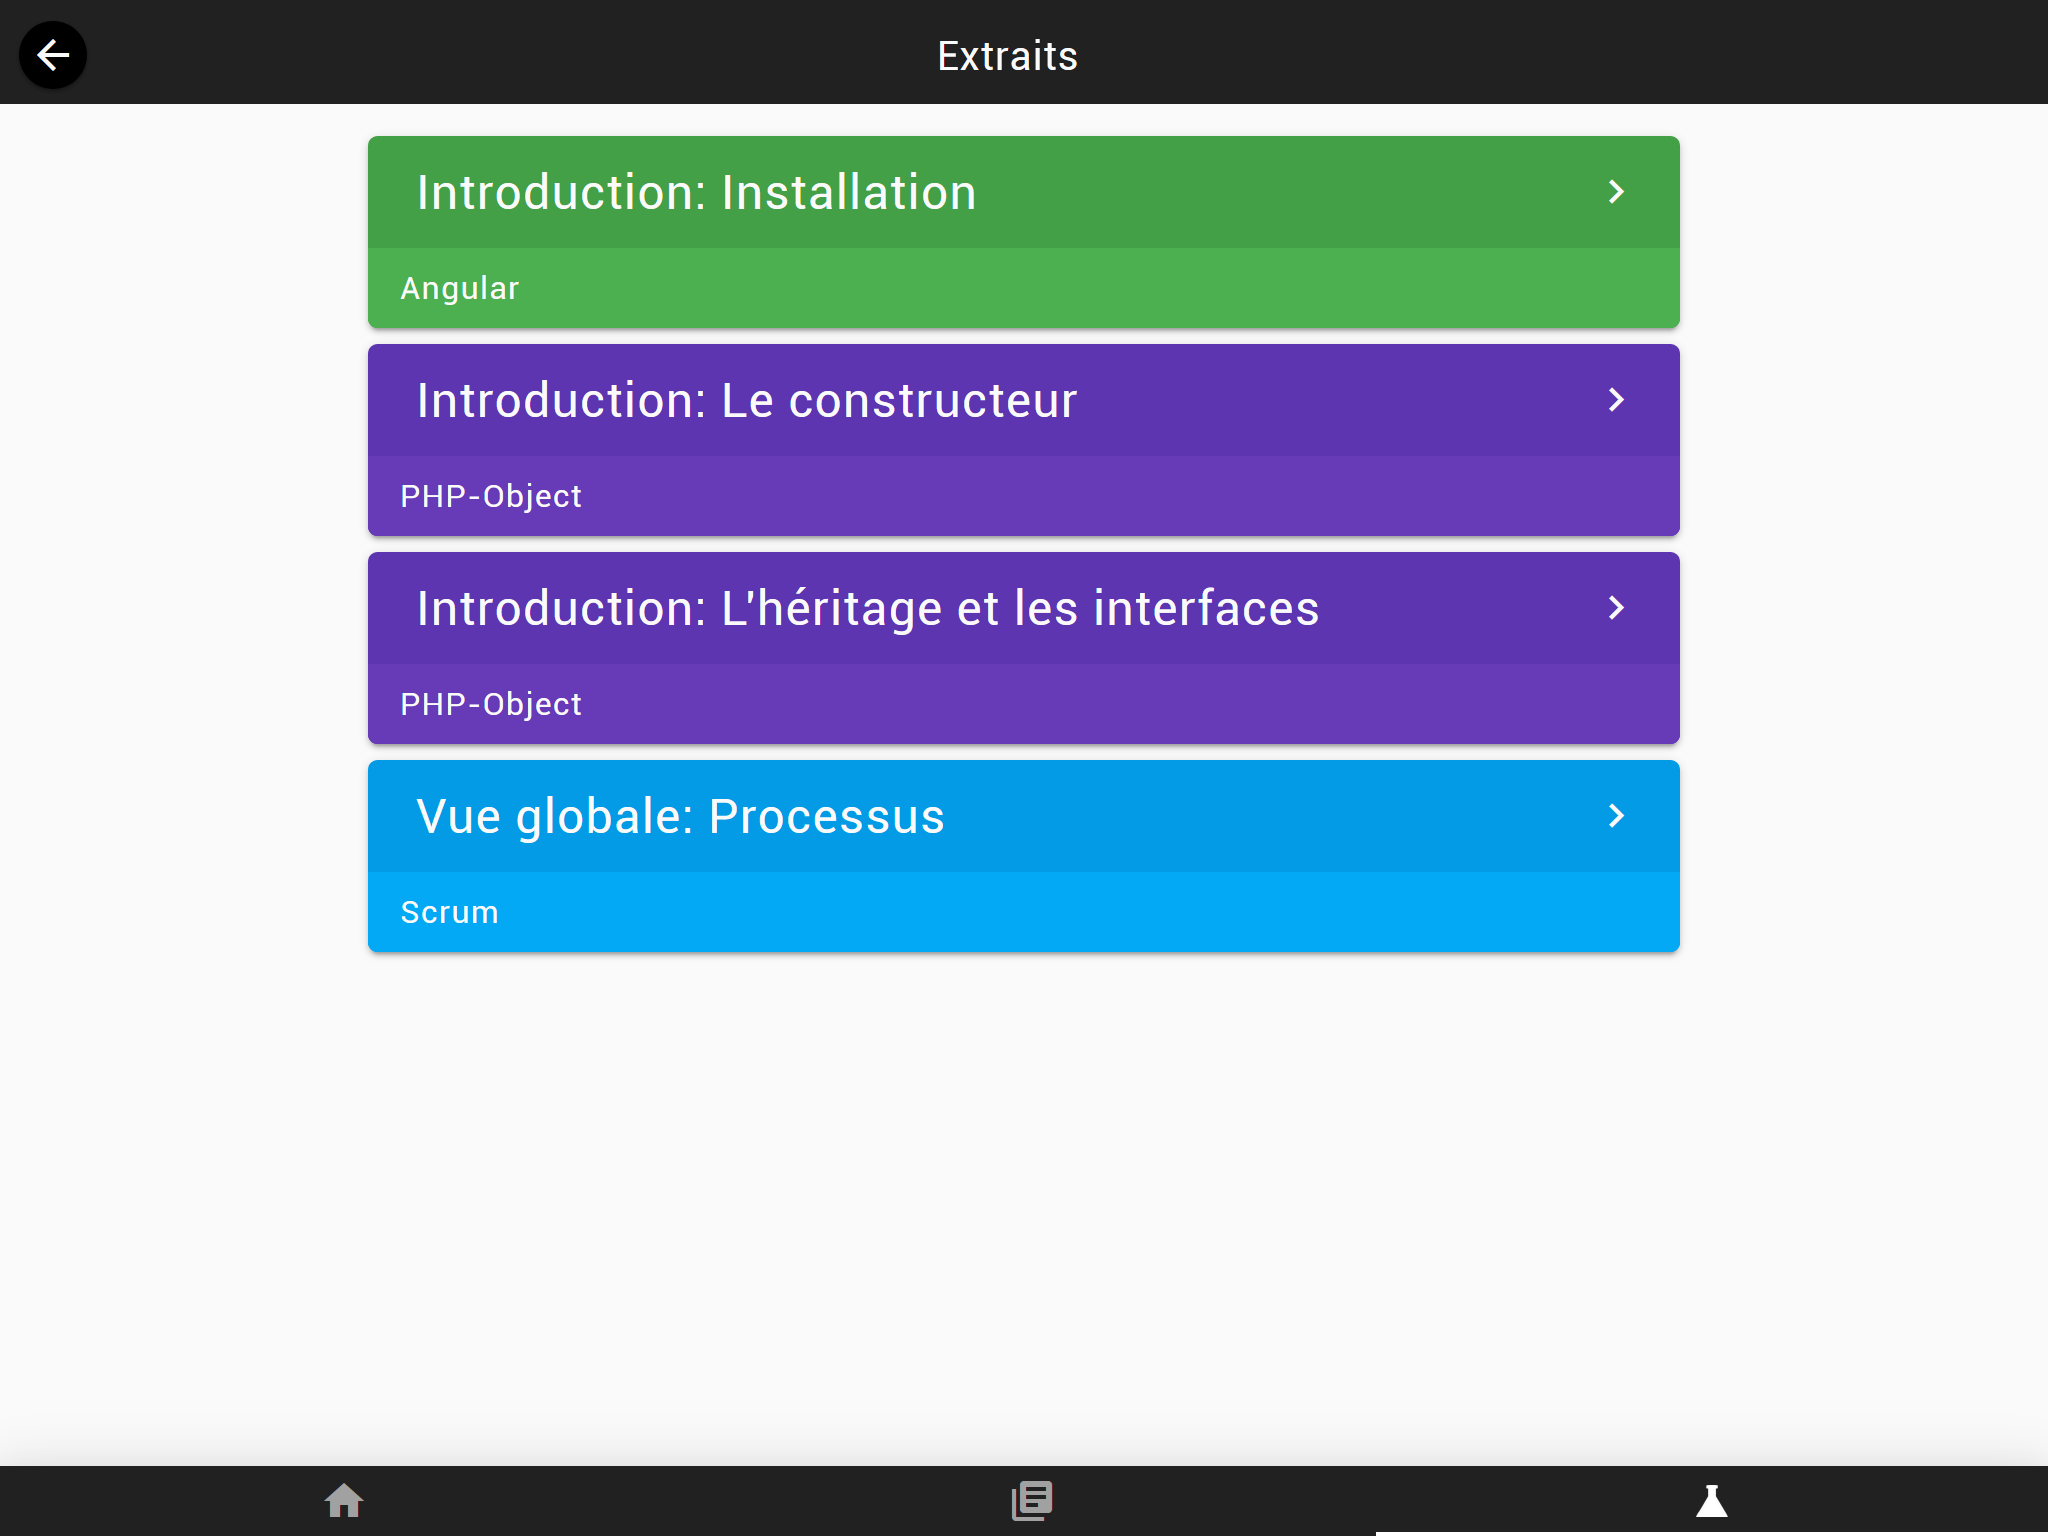 Extraits
Introduction: Installation
Angular
Introduction: Le constructeur
PHP-Object
Introduction: L'héritage et les interfaces
PHP-Object
Vue globale: Processus
Scrum